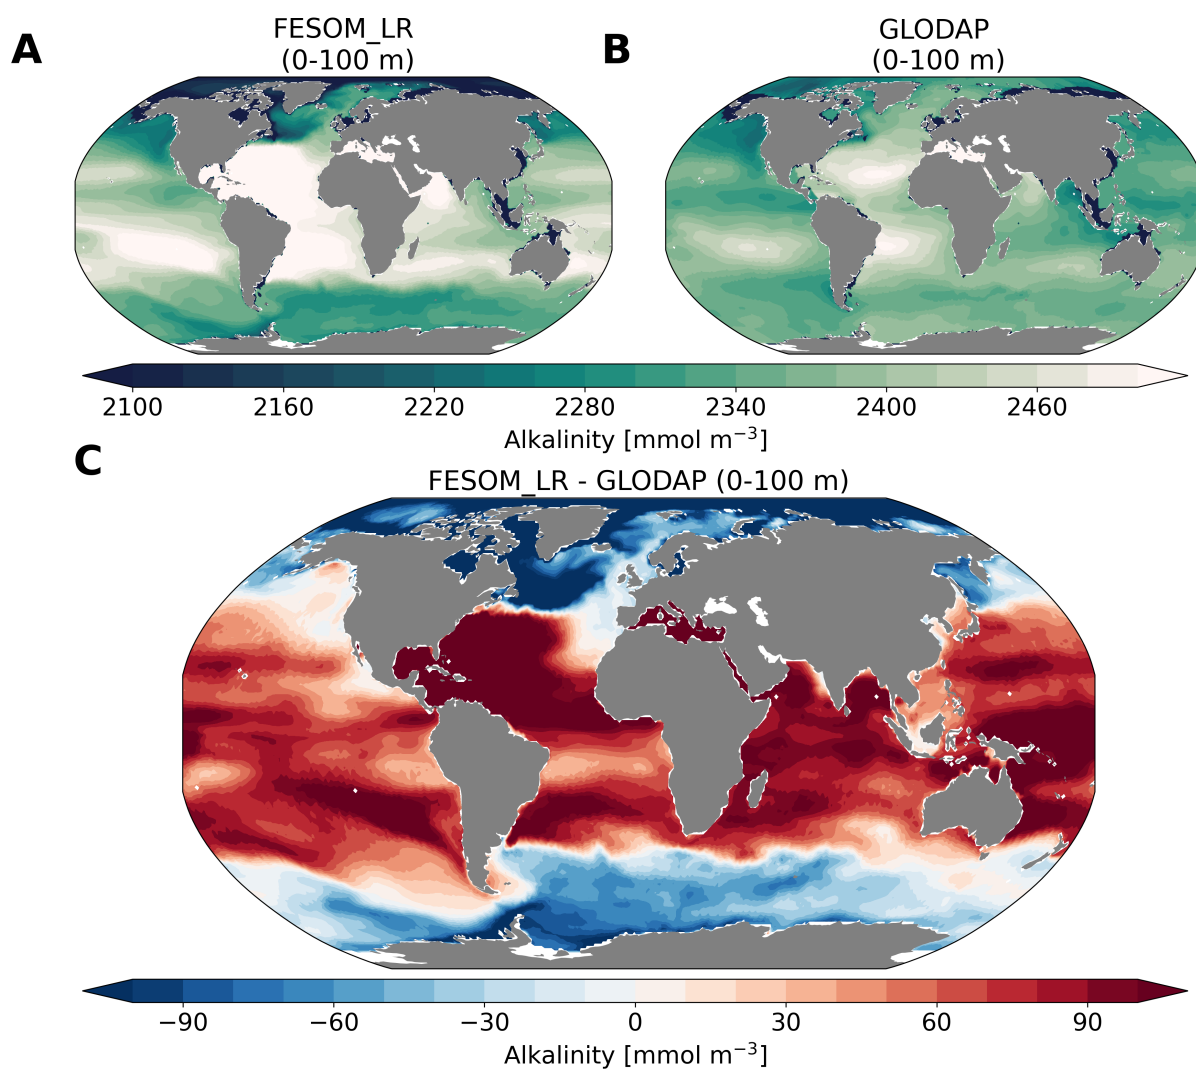 A
FESOM_LR
(0-100 m)
B
GLODAP
(0-100 m)
2100 2160 2220 2280 2340 2400 2460
Alkalinity [mmol m⁻³]
C
FESOM_LR - GLODAP (0-100 m)
−90 −60 −30 0 30 60 90
Alkalinity [mmol m⁻³]